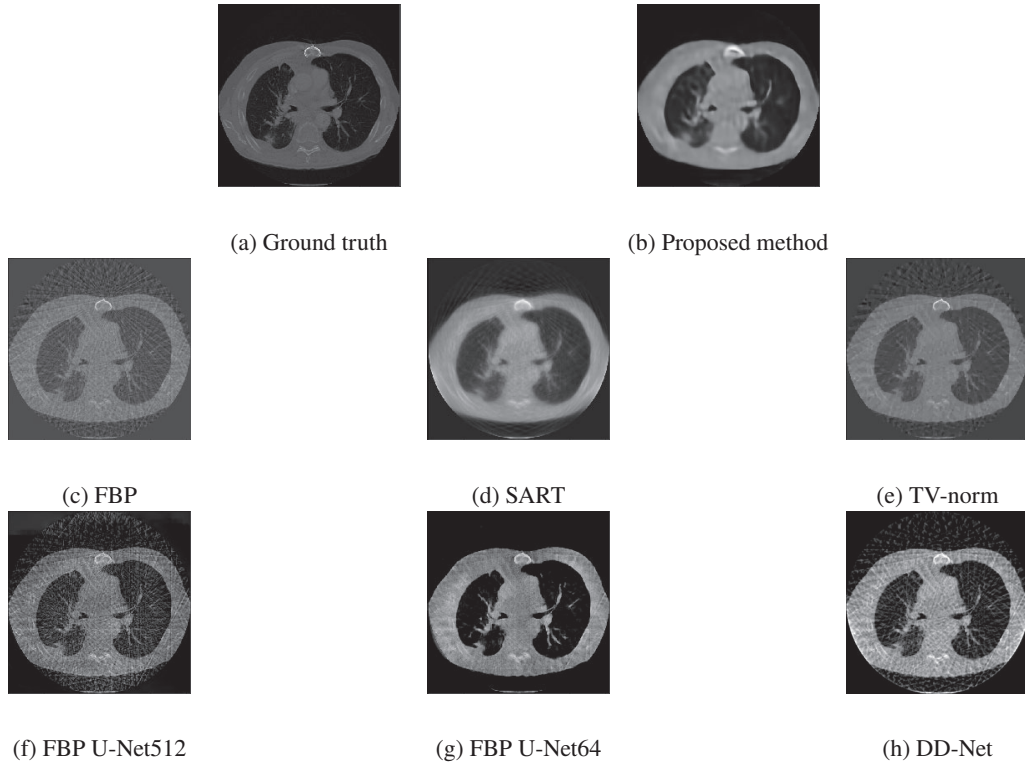 (a) Ground truth
(b) Proposed method
(c) FBP
(d) SART
(e) TV-norm
(f) FBP U-Net512
(g) FBP U-Net64
(h) DD-Net